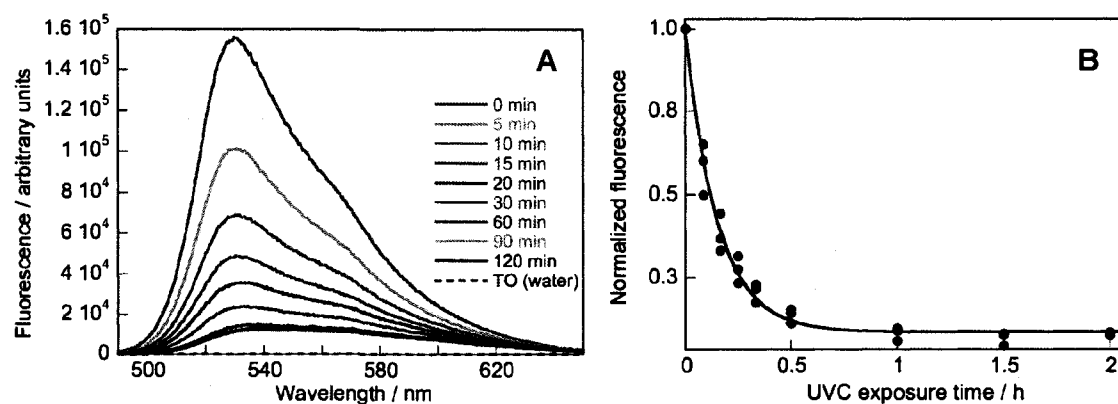 A
Fluorescence / arbitrary units
1.6 10⁵
1.4 10⁵
1.2 10⁵
1 10⁵
8 10⁴
6 10⁴
4 10⁴
2 10⁴
0
500
540
580
620
Wavelength / nm
0 min
5 min
10 min
15 min
20 min
30 min
60 min
90 min
120 min
TO (water)
B
Normalized fluorescence
1.0
0.8
0.5
0.3
0
0.5
1
1.5
2
UVC exposure time / h